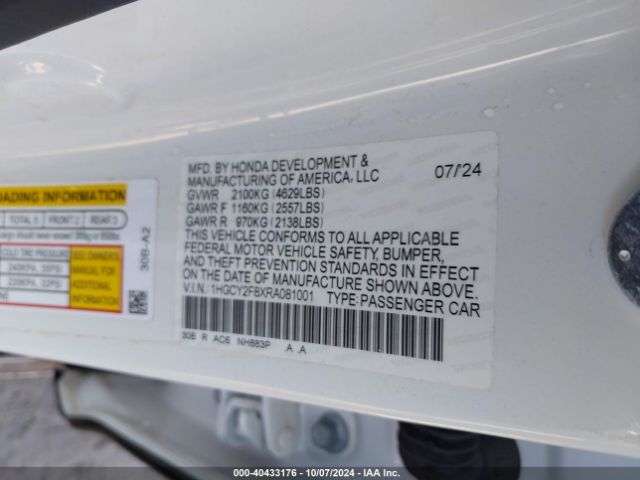 MFD. BY HONDA DEVELOPMENT &
MANUFACTURING OF AMERICA, LLC 07/'24
GVWR 2100KG (4629LBS)
GAWR F 1160KG (2557LBS)
GAWR R 970KG (2138LBS)
THIS VEHICLE CONFORMS TO ALL APPLICABLE
FEDERAL MOTOR VEHICLE SAFETY, BUMPER,
AND THEFT PREVENTION STANDARDS IN EFFECT
ON THE DATE OF MANUFACTURE SHOWN ABOVE.
V.I.N.: 1HGCY2F8XRA081001 TYPE: PASSENGER CAR
30B R AC6 NH883P A A
OADING INFORMATION
TOTAL 5 FRONT 2 REAR 3
COLD TIRE PRESSURE
240KPA, 35PSI
220KPA, 32PSI
SEE OWNER'S
MANUAL FOR
ADDITIONAL
INFORMATION
30B-A2
000-40433176 - 10/07/2024 - IAA Inc.